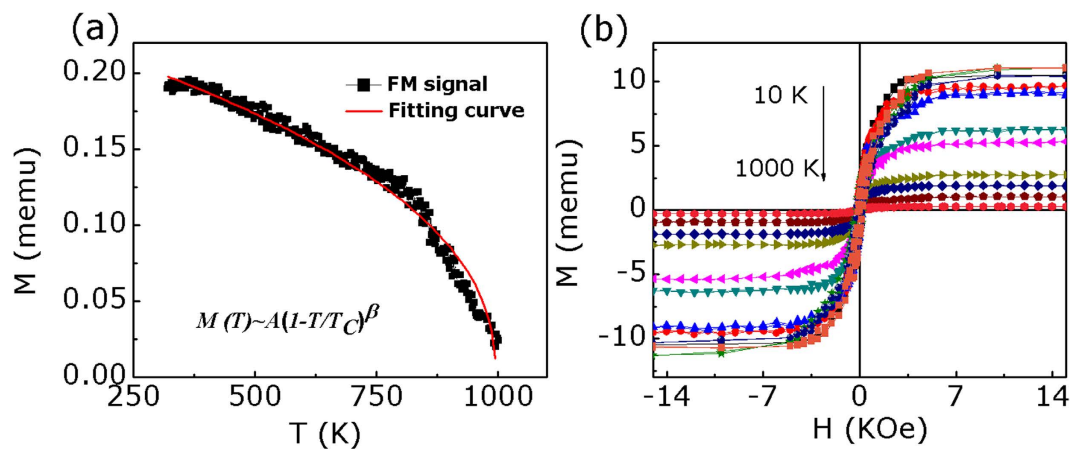 (a)
M (memu)
0.20
0.15
0.10
0.05
0.00
FM signal
Fitting curve
M (T)~A(1-T/T_C)^β
250
500
750
1000
T (K)
(b)
M (memu)
10
5
0
-5
-10
10 K
1000 K
-14
-7
0
7
14
H (KOe)